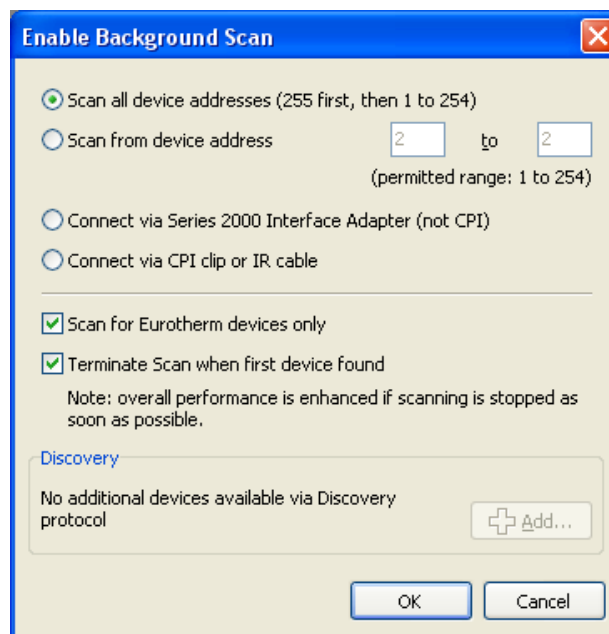 Enable Background Scan
Scan all device addresses (255 first, then 1 to 254)
Scan from device address 2 to 2
(permitted range: 1 to 254)
Connect via Series 2000 Interface Adapter (not CPI)
Connect via CPI clip or IR cable
Scan for Eurotherm devices only
Terminate Scan when first device found
Note: overall performance is enhanced if scanning is stopped as
soon as possible.
Discovery
No additional devices available via Discovery
protocol
Add...
OK Cancel